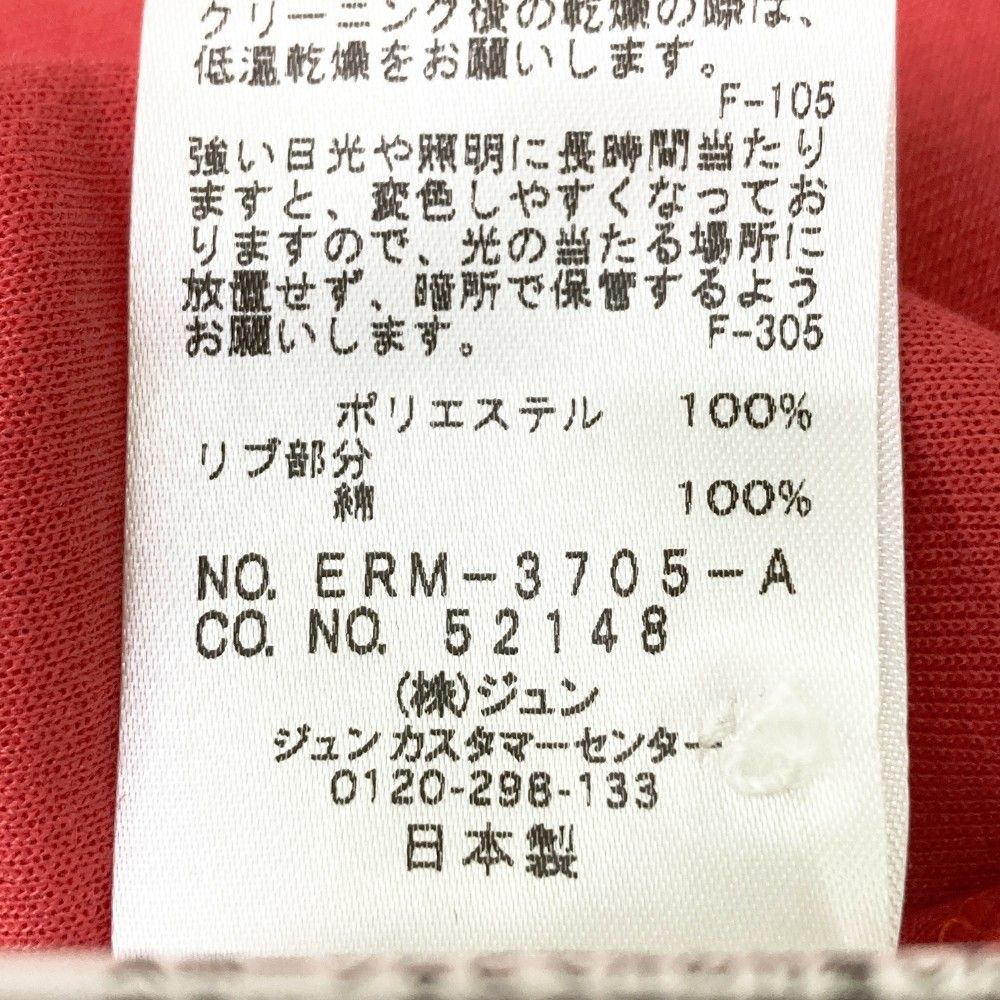 クリーニング後の乾燥の際は、
低温乾燥をお願いします。
F-105
強い日光や照明に長時間当たり
ますと、変色しやすくなってお
りますので、光の当たる場所に
放置せず、暗所で保管するよう
お願いします。 F-305
ポリエステル 100%
リブ部分
綿 100%
NO. ERM-3705-A
CO. NO. 52148
(株)ジュン
ジュンカスタマーセンター
0120-298-133
日本製